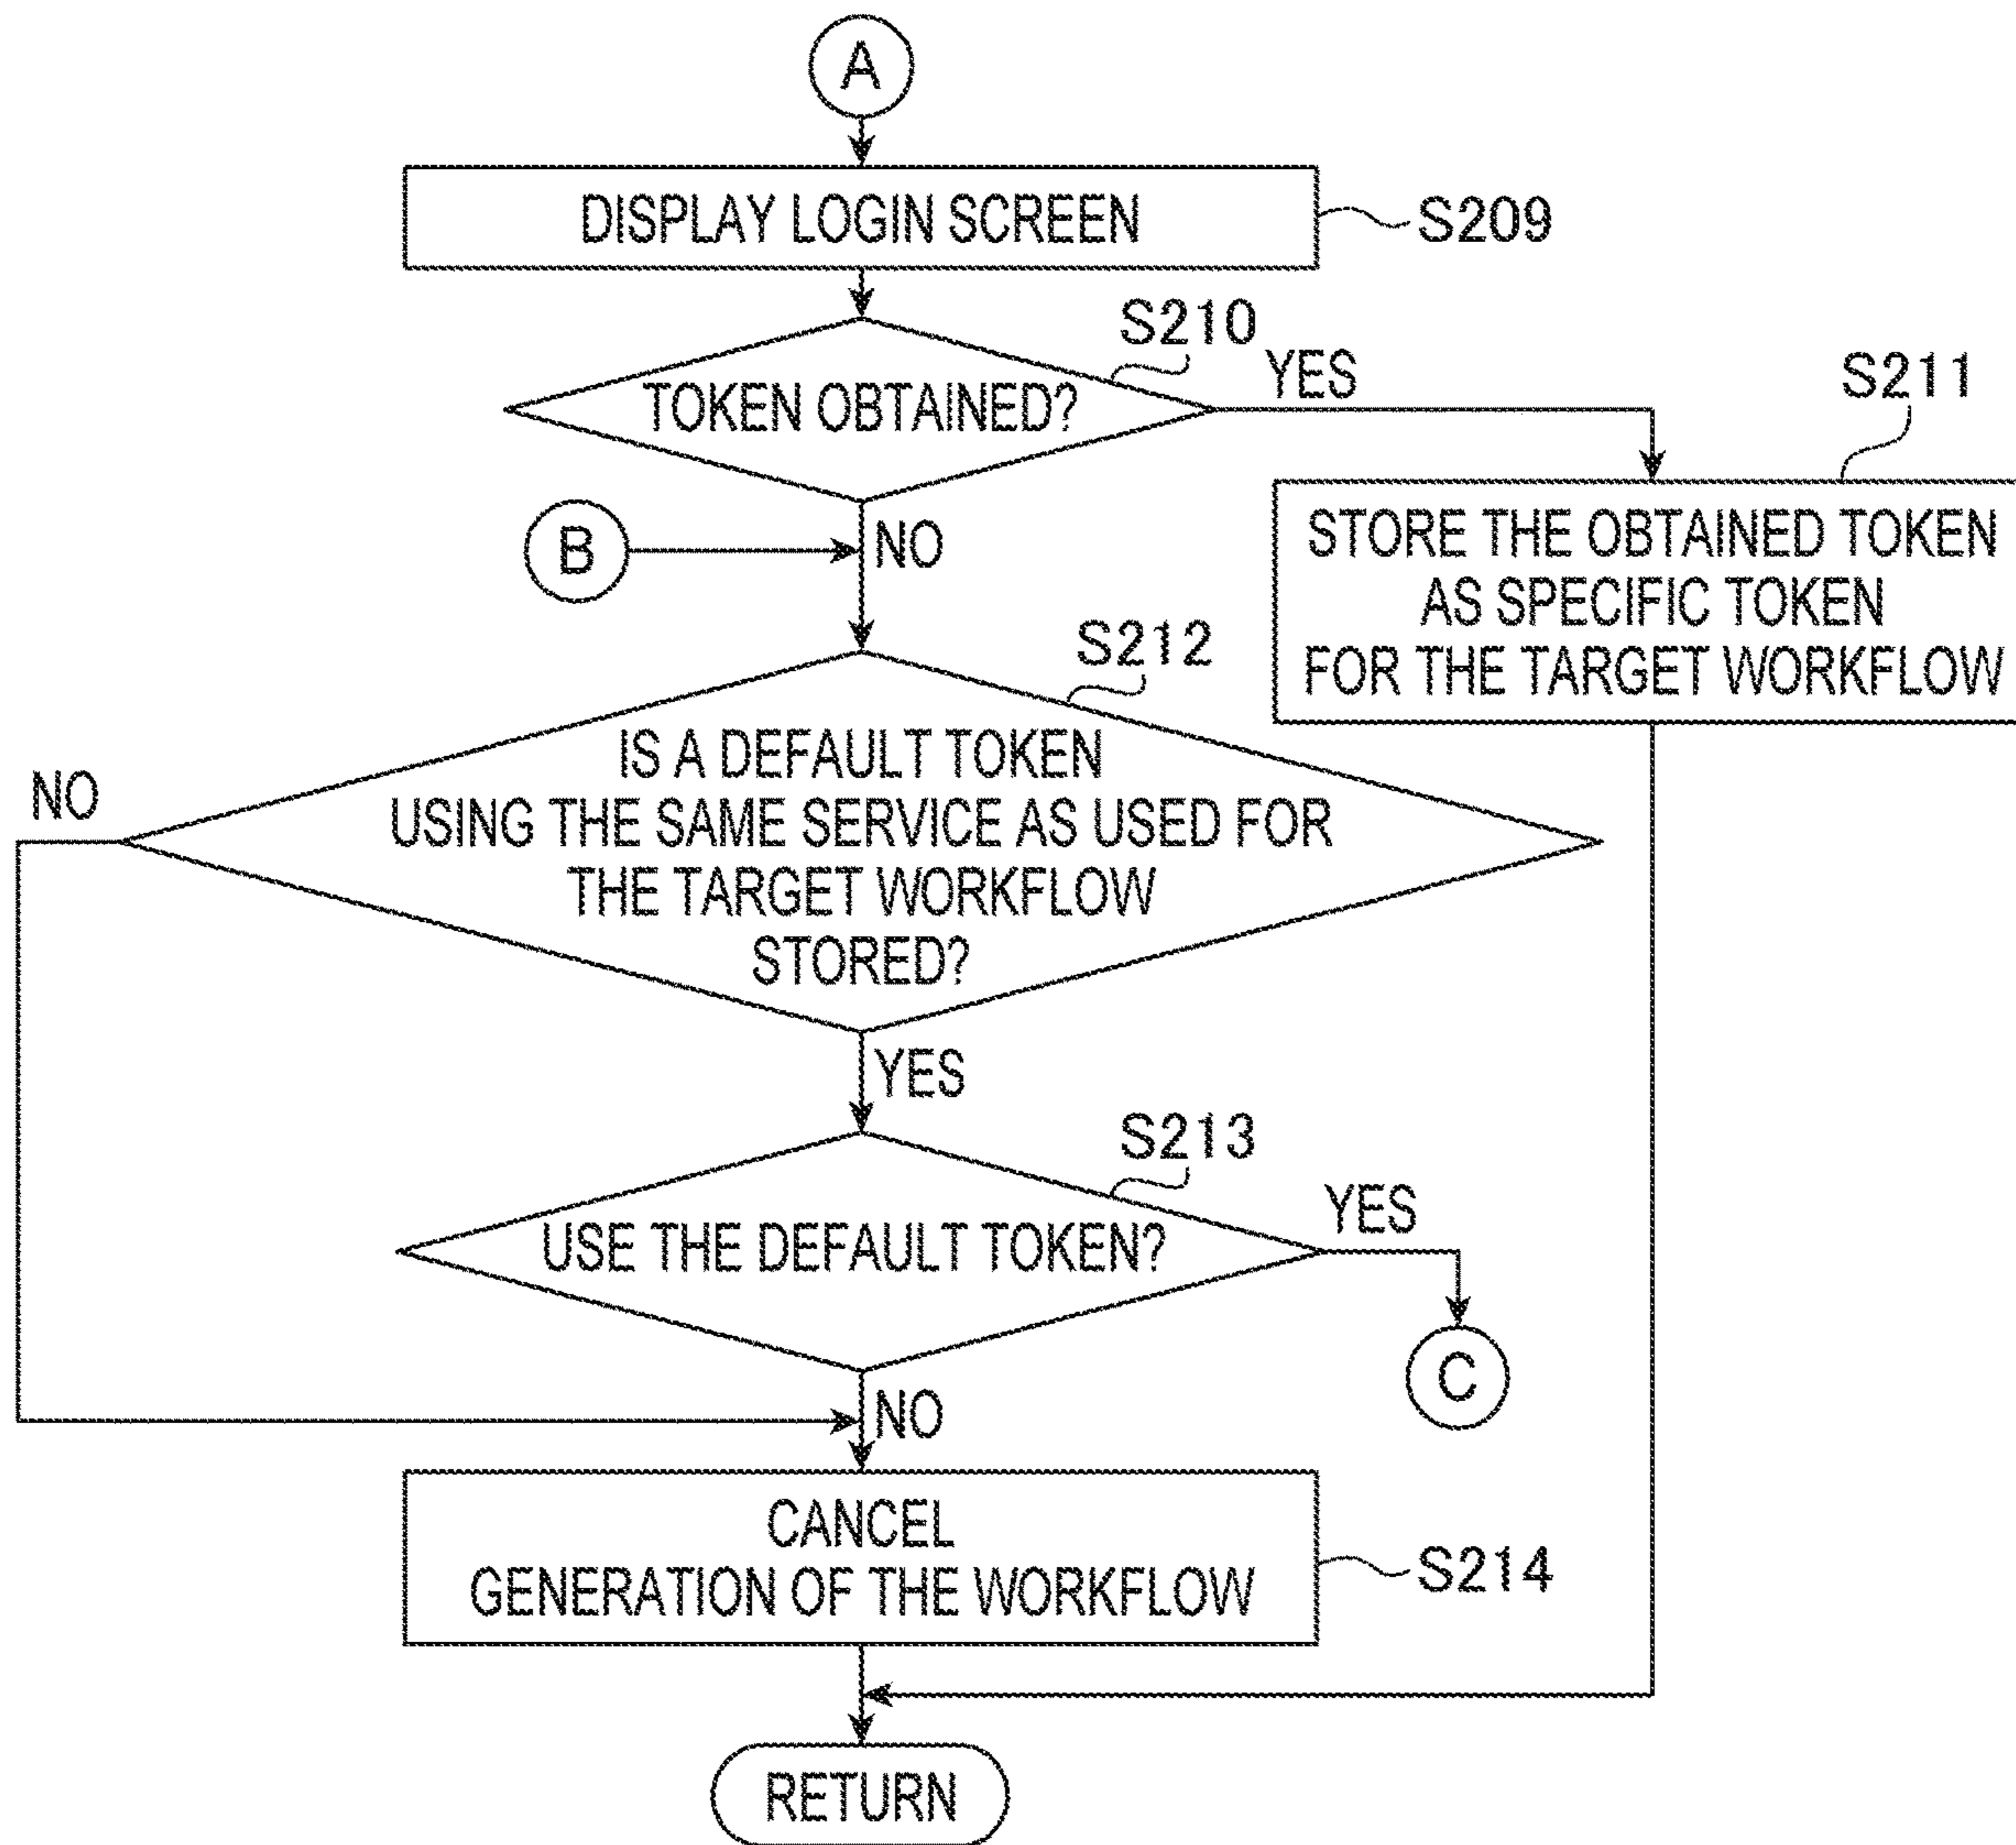 A
DISPLAY LOGIN SCREEN
S209
S210
TOKEN OBTAINED?
YES
S211
STORE THE OBTAINED TOKEN
AS SPECIFIC TOKEN
FOR THE TARGET WORKFLOW
B
NO
S212
IS A DEFAULT TOKEN
USING THE SAME SERVICE AS USED FOR
THE TARGET WORKFLOW
STORED?
NO
YES
S213
USE THE DEFAULT TOKEN?
YES
C
NO
CANCEL
GENERATION OF THE WORKFLOW
S214
RETURN